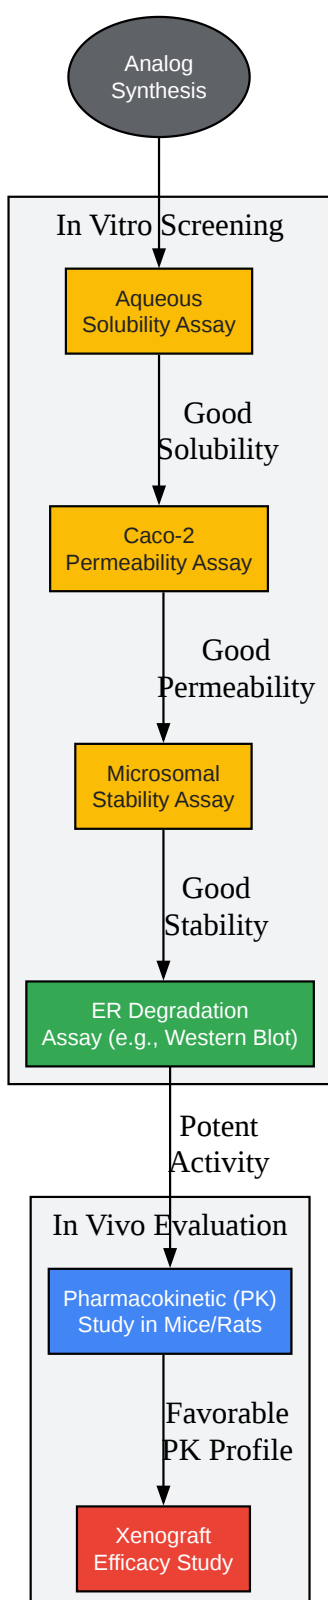 Analog
Synthesis
In Vitro Screening
Aqueous
Solubility Assay
Good
Solubility
Caco-2
Permeability Assay
Good
Permeability
Microsomal
Stability Assay
Good
Stability
ER Degradation
Assay (e.g., Western Blot)
Potent
Activity
In Vivo Evaluation
Pharmacokinetic (PK)
Study in Mice/Rats
Favorable
PK Profile
Xenograft
Efficacy Study